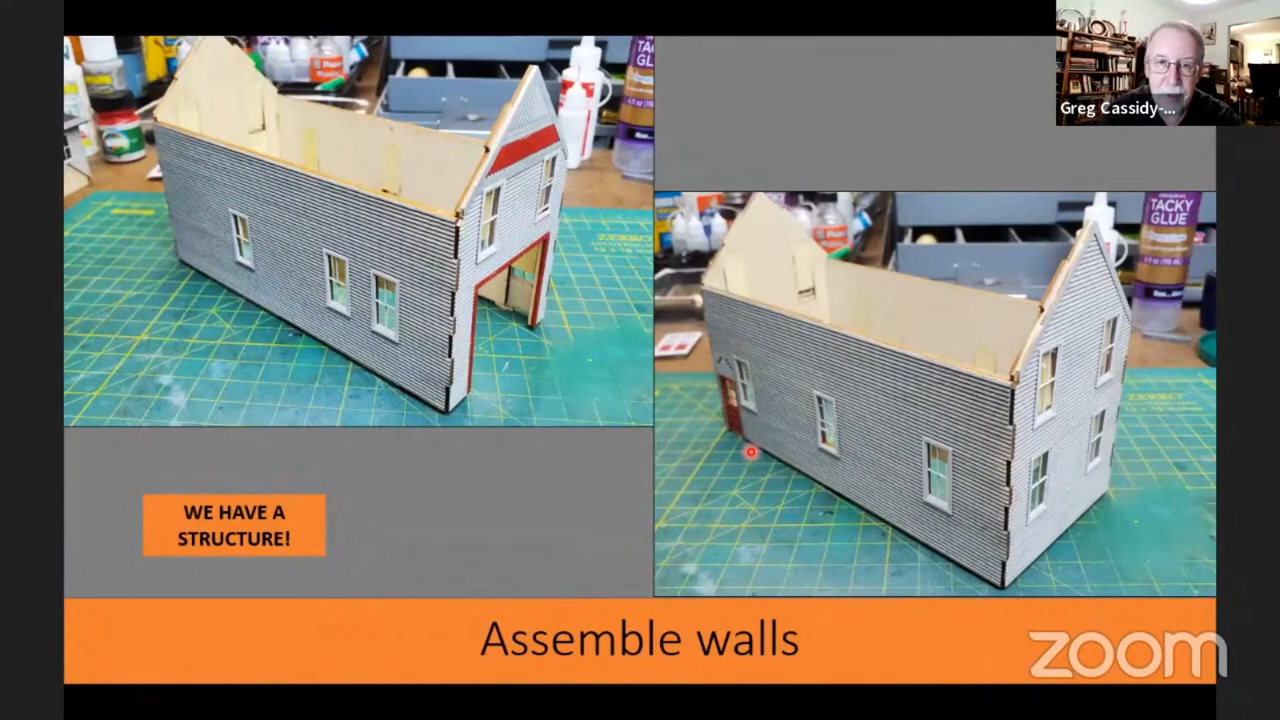 TACKY
GLUE
Greg Cassidy-...
WE HAVE A
STRUCTURE!
Assemble walls
zoom